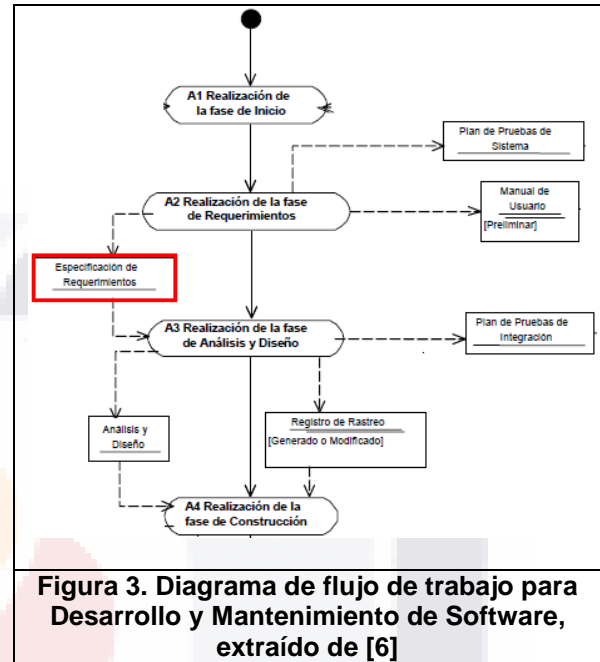 A1 Realización de
la fase de Inicio
Plan de Pruebas de
Sistema
A2 Realización de la fase
de Requerimientos
Manual de
Usuario
[Preliminar]
Especificación de
Requerimientos
A3 Realización de la fase
de Análisis y Diseño
Plan de Pruebas de
Integración
Análisis y
Diseño
Registro de Rastreo
[Generado o Modificado]
A4 Realización de la
fase de Construcción
Figura 3. Diagrama de flujo de trabajo para
Desarrollo y Mantenimiento de Software,
extraído de [6]